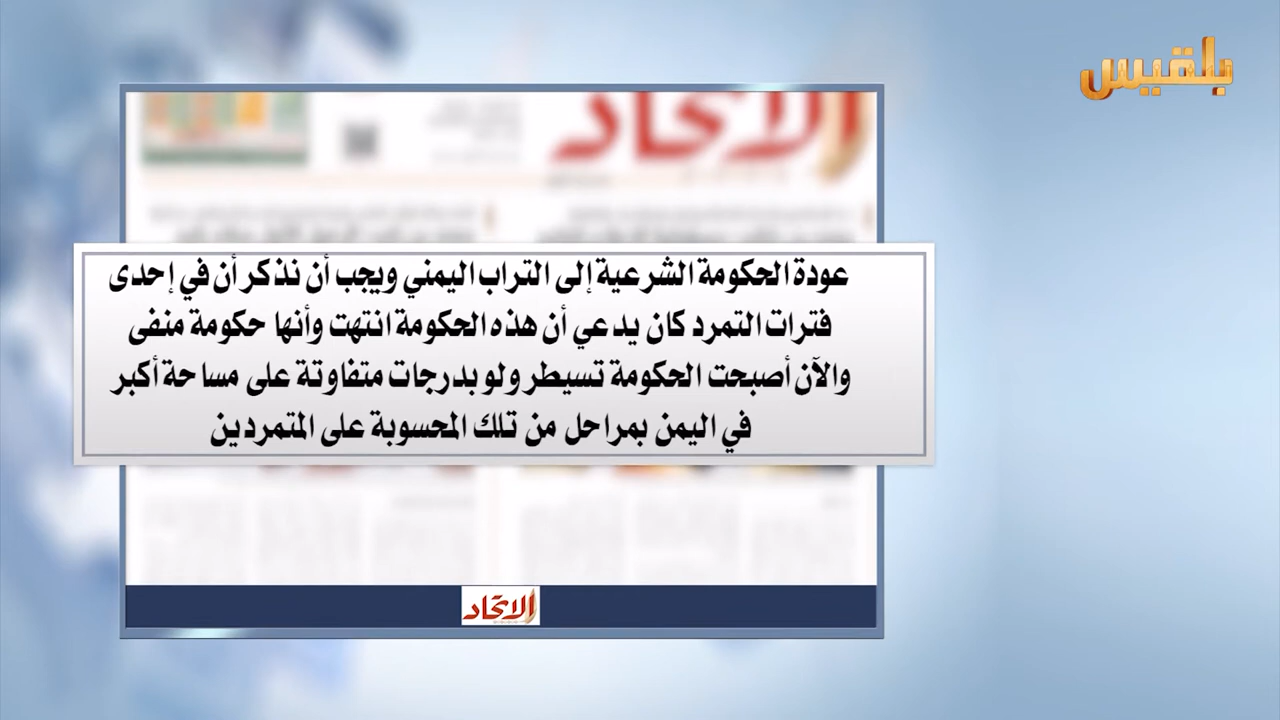 بلقيس
الاتحاد
عودة الحكومة الشرعية إلى التراب اليمني ويجب أن نذكر أن في إحدى
فترات التمرد كان يدعي أن هذه الحكومة انتهت وأنها حكومة منفى
والآن أصبحت الحكومة تسيطر ولو بدرجات متفاوتة على مساحة أكبر
في اليمن بمراحل من تلك المحسوبة على المتمردين
الاتحاد